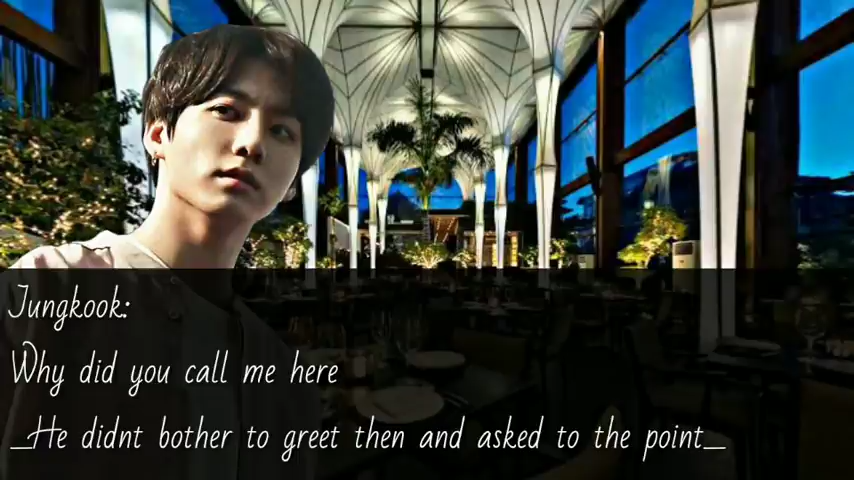 Jungkook:
Why did you call me here
_He didnt bother to greet then and asked to the point_